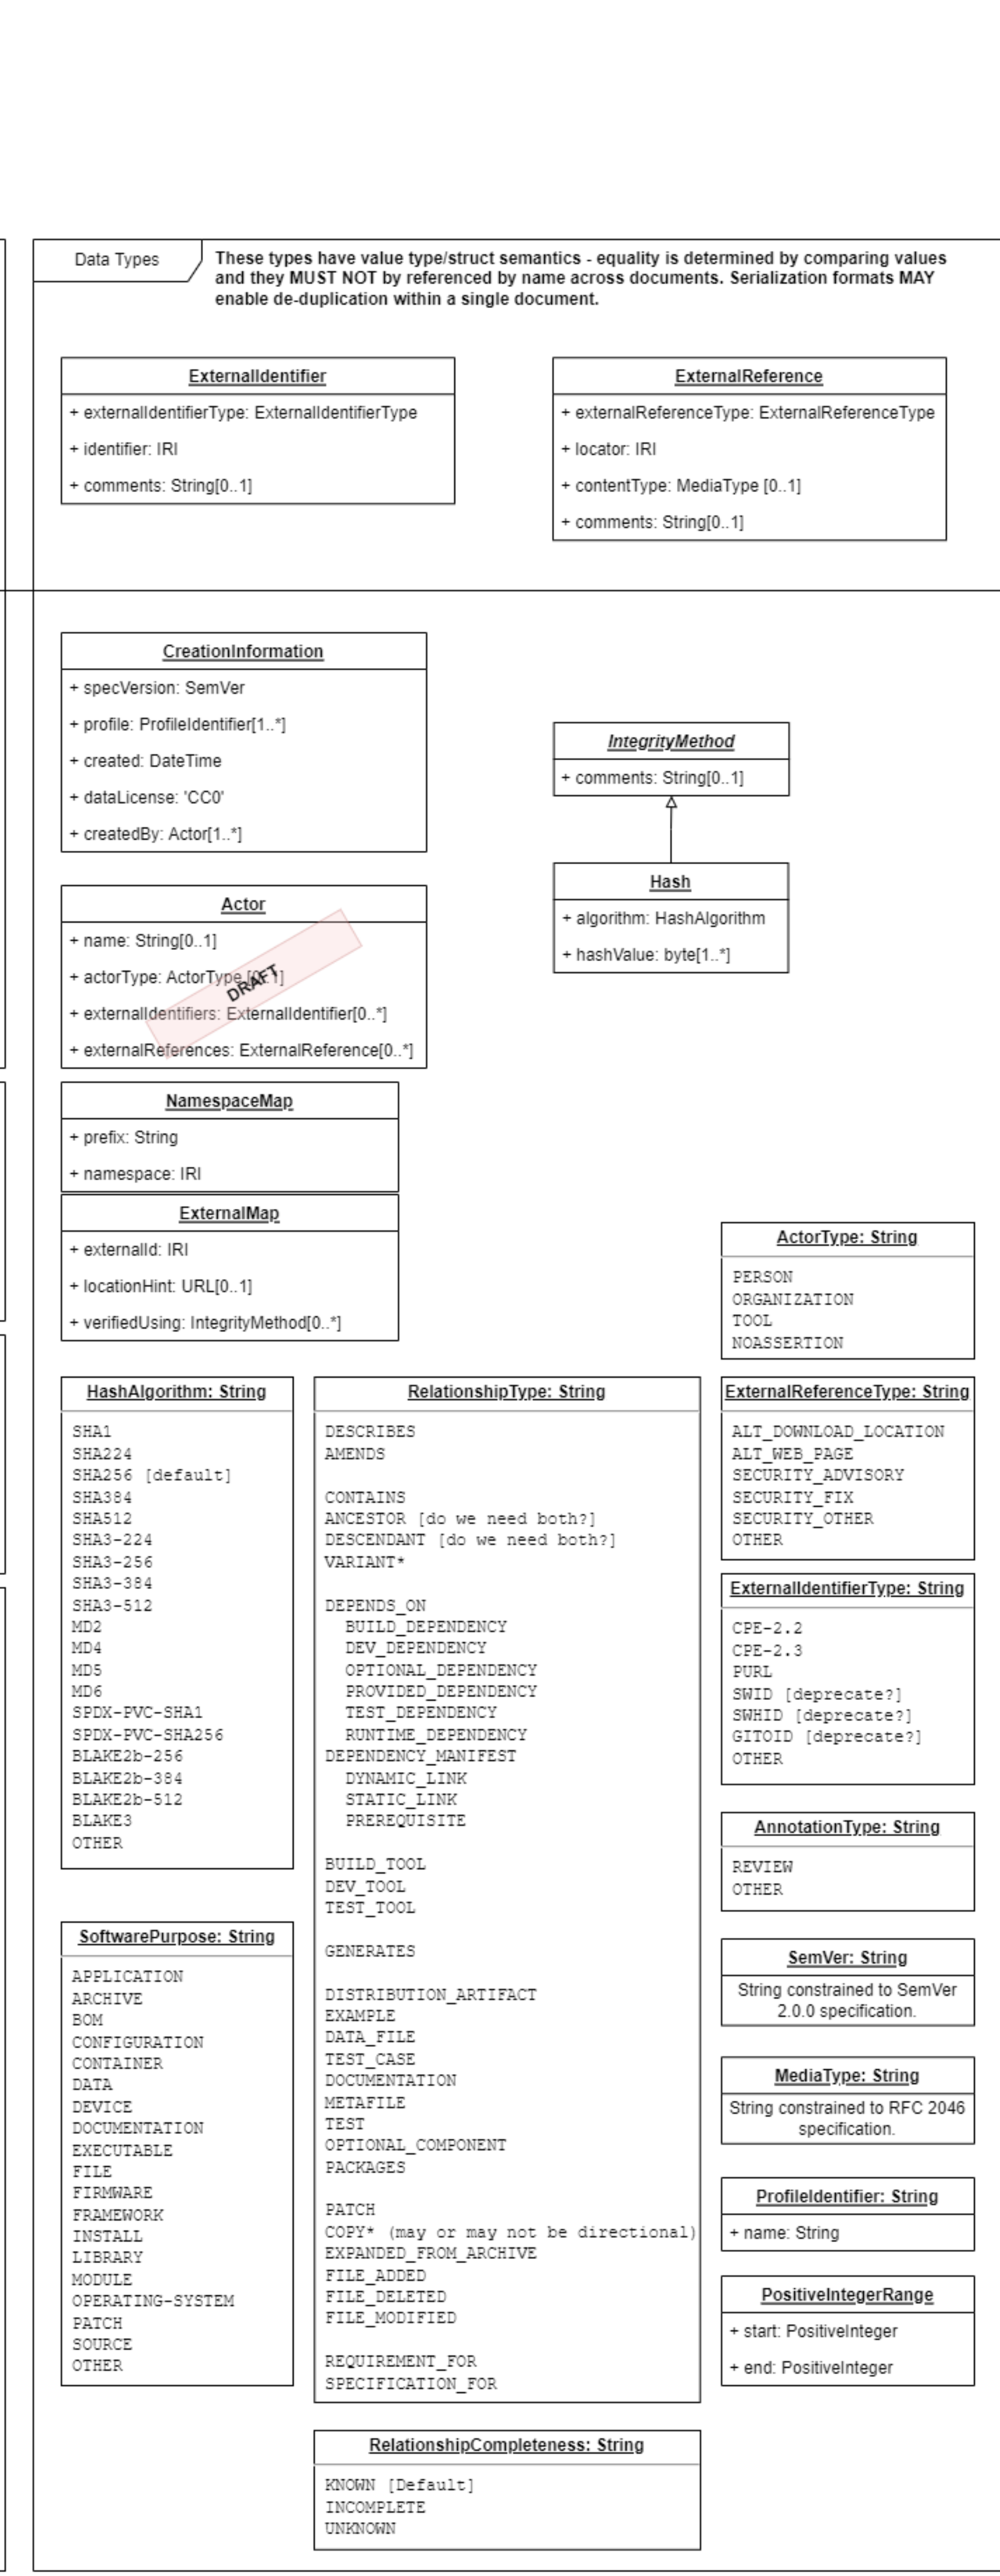 Data Types
These types have value type/struct semantics - equality is determined by comparing values
and they MUST NOT by referenced by name across documents. Serialization formats MAY
enable de-duplication within a single document.
ExternalIdentifier
+ externalIdentifierType: ExternalIdentifierType
+ identifier: IRI
+ comments: String[0..1]
ExternalReference
+ externalReferenceType: ExternalReferenceType
+ locator: IRI
+ contentType: MediaType [0..1]
+ comments: String[0..1]
CreationInformation
+ specVersion: SemVer
+ profile: ProfileIdentifier[1..*]
+ created: DateTime
+ dataLicense: 'CC0'
+ createdBy: Actor[1..*]
IntegrityMethod
+ comments: String[0..1]
Hash
+ algorithm: HashAlgorithm
+ hashValue: byte[1..*]
Actor
+ name: String[0..1]
+ actorType: ActorType [0..1]
+ externalIdentifiers: ExternalIdentifier[0..*]
+ externalReferences: ExternalReference[0..*]
DRAFT
NamespaceMap
+ prefix: String
+ namespace: IRI
ExternalMap
+ externalId: IRI
+ locationHint: URL[0..1]
+ verifiedUsing: IntegrityMethod[0..*]
ActorType: String
PERSON
ORGANIZATION
TOOL
NOASSERTION
HashAlgorithm: String
SHA1
SHA224
SHA256 [default]
SHA384
SHA512
SHA3-224
SHA3-256
SHA3-384
SHA3-512
MD2
MD4
MD5
MD6
SPDX-PVC-SHA1
SPDX-PVC-SHA256
BLAKE2b-256
BLAKE2b-384
BLAKE2b-512
BLAKE3
OTHER
SoftwarePurpose: String
APPLICATION
ARCHIVE
BOM
CONFIGURATION
CONTAINER
DATA
DEVICE
DOCUMENTATION
EXECUTABLE
FILE
FIRMWARE
FRAMEWORK
INSTALL
LIBRARY
MODULE
OPERATING-SYSTEM
PATCH
SOURCE
OTHER
RelationshipType: String
DESCRIBES
AMENDS
CONTAINS
ANCESTOR [do we need both?]
DESCENDANT [do we need both?]
VARIANT*
DEPENDS_ON
BUILD_DEPENDENCY
DEV_DEPENDENCY
OPTIONAL_DEPENDENCY
PROVIDED_DEPENDENCY
TEST_DEPENDENCY
RUNTIME_DEPENDENCY
DEPENDENCY_MANIFEST
DYNAMIC_LINK
STATIC_LINK
PREREQUISITE
BUILD_TOOL
DEV_TOOL
TEST_TOOL
GENERATES
DISTRIBUTION_ARTIFACT
EXAMPLE
DATA_FILE
TEST_CASE
DOCUMENTATION
METAFILE
TEST
OPTIONAL_COMPONENT
PACKAGES
PATCH
COPY* (may or may not be directional)
EXPANDED_FROM_ARCHIVE
FILE_ADDED
FILE_DELETED
FILE_MODIFIED
REQUIREMENT_FOR
SPECIFICATION_FOR
RelationshipCompleteness: String
KNOWN [Default]
INCOMPLETE
UNKNOWN
ExternalReferenceType: String
ALT_DOWNLOAD_LOCATION
ALT_WEB_PAGE
SECURITY_ADVISORY
SECURITY_FIX
SECURITY_OTHER
OTHER
ExternalIdentifierType: String
CPE-2.2
CPE-2.3
PURL
SWID [deprecate?]
SWHID [deprecate?]
GITOID [deprecate?]
OTHER
AnnotationType: String
REVIEW
OTHER
SemVer: String
String constrained to SemVer
2.0.0 specification.
MediaType: String
String constrained to RFC 2046
specification.
ProfileIdentifier: String
+ name: String
PositiveIntegerRange
+ start: PositiveInteger
+ end: PositiveInteger